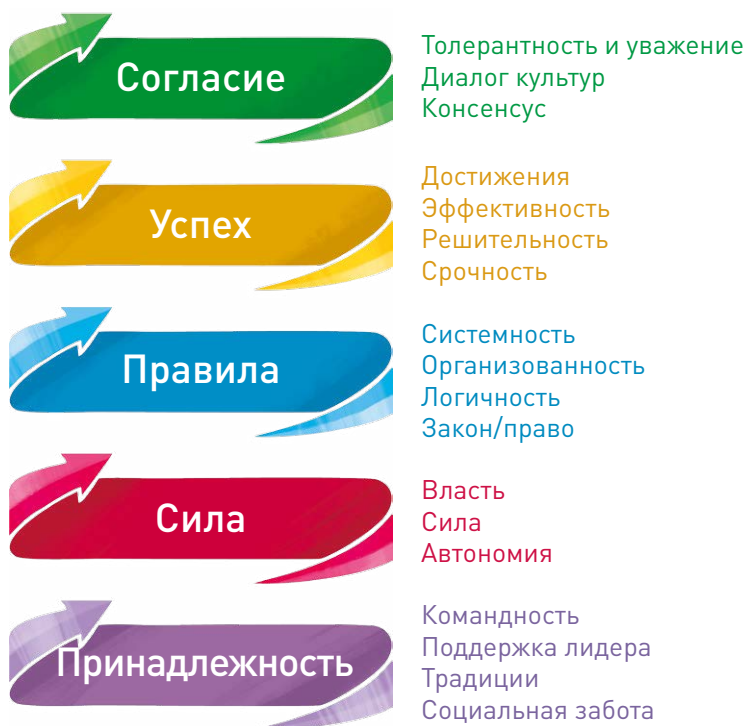 Согласие
Толерантность и уважение
Диалог культур
Консенсус
Успех
Достижения
Эффективность
Решительность
Срочность
Правила
Системность
Организованность
Логичность
Закон/право
Сила
Власть
Сила
Автономия
Принадлежность
Командность
Поддержка лидера
Традиции
Социальная забота